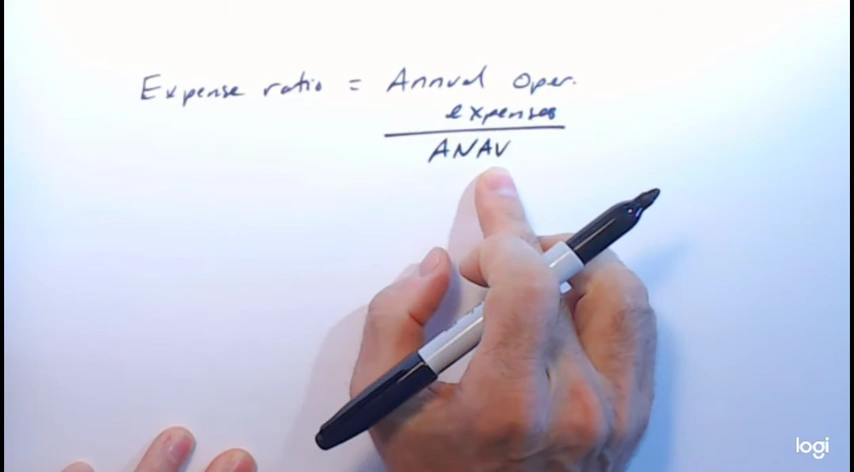 Expense ratio = Annual Oper.
expenses
ANAV
logi